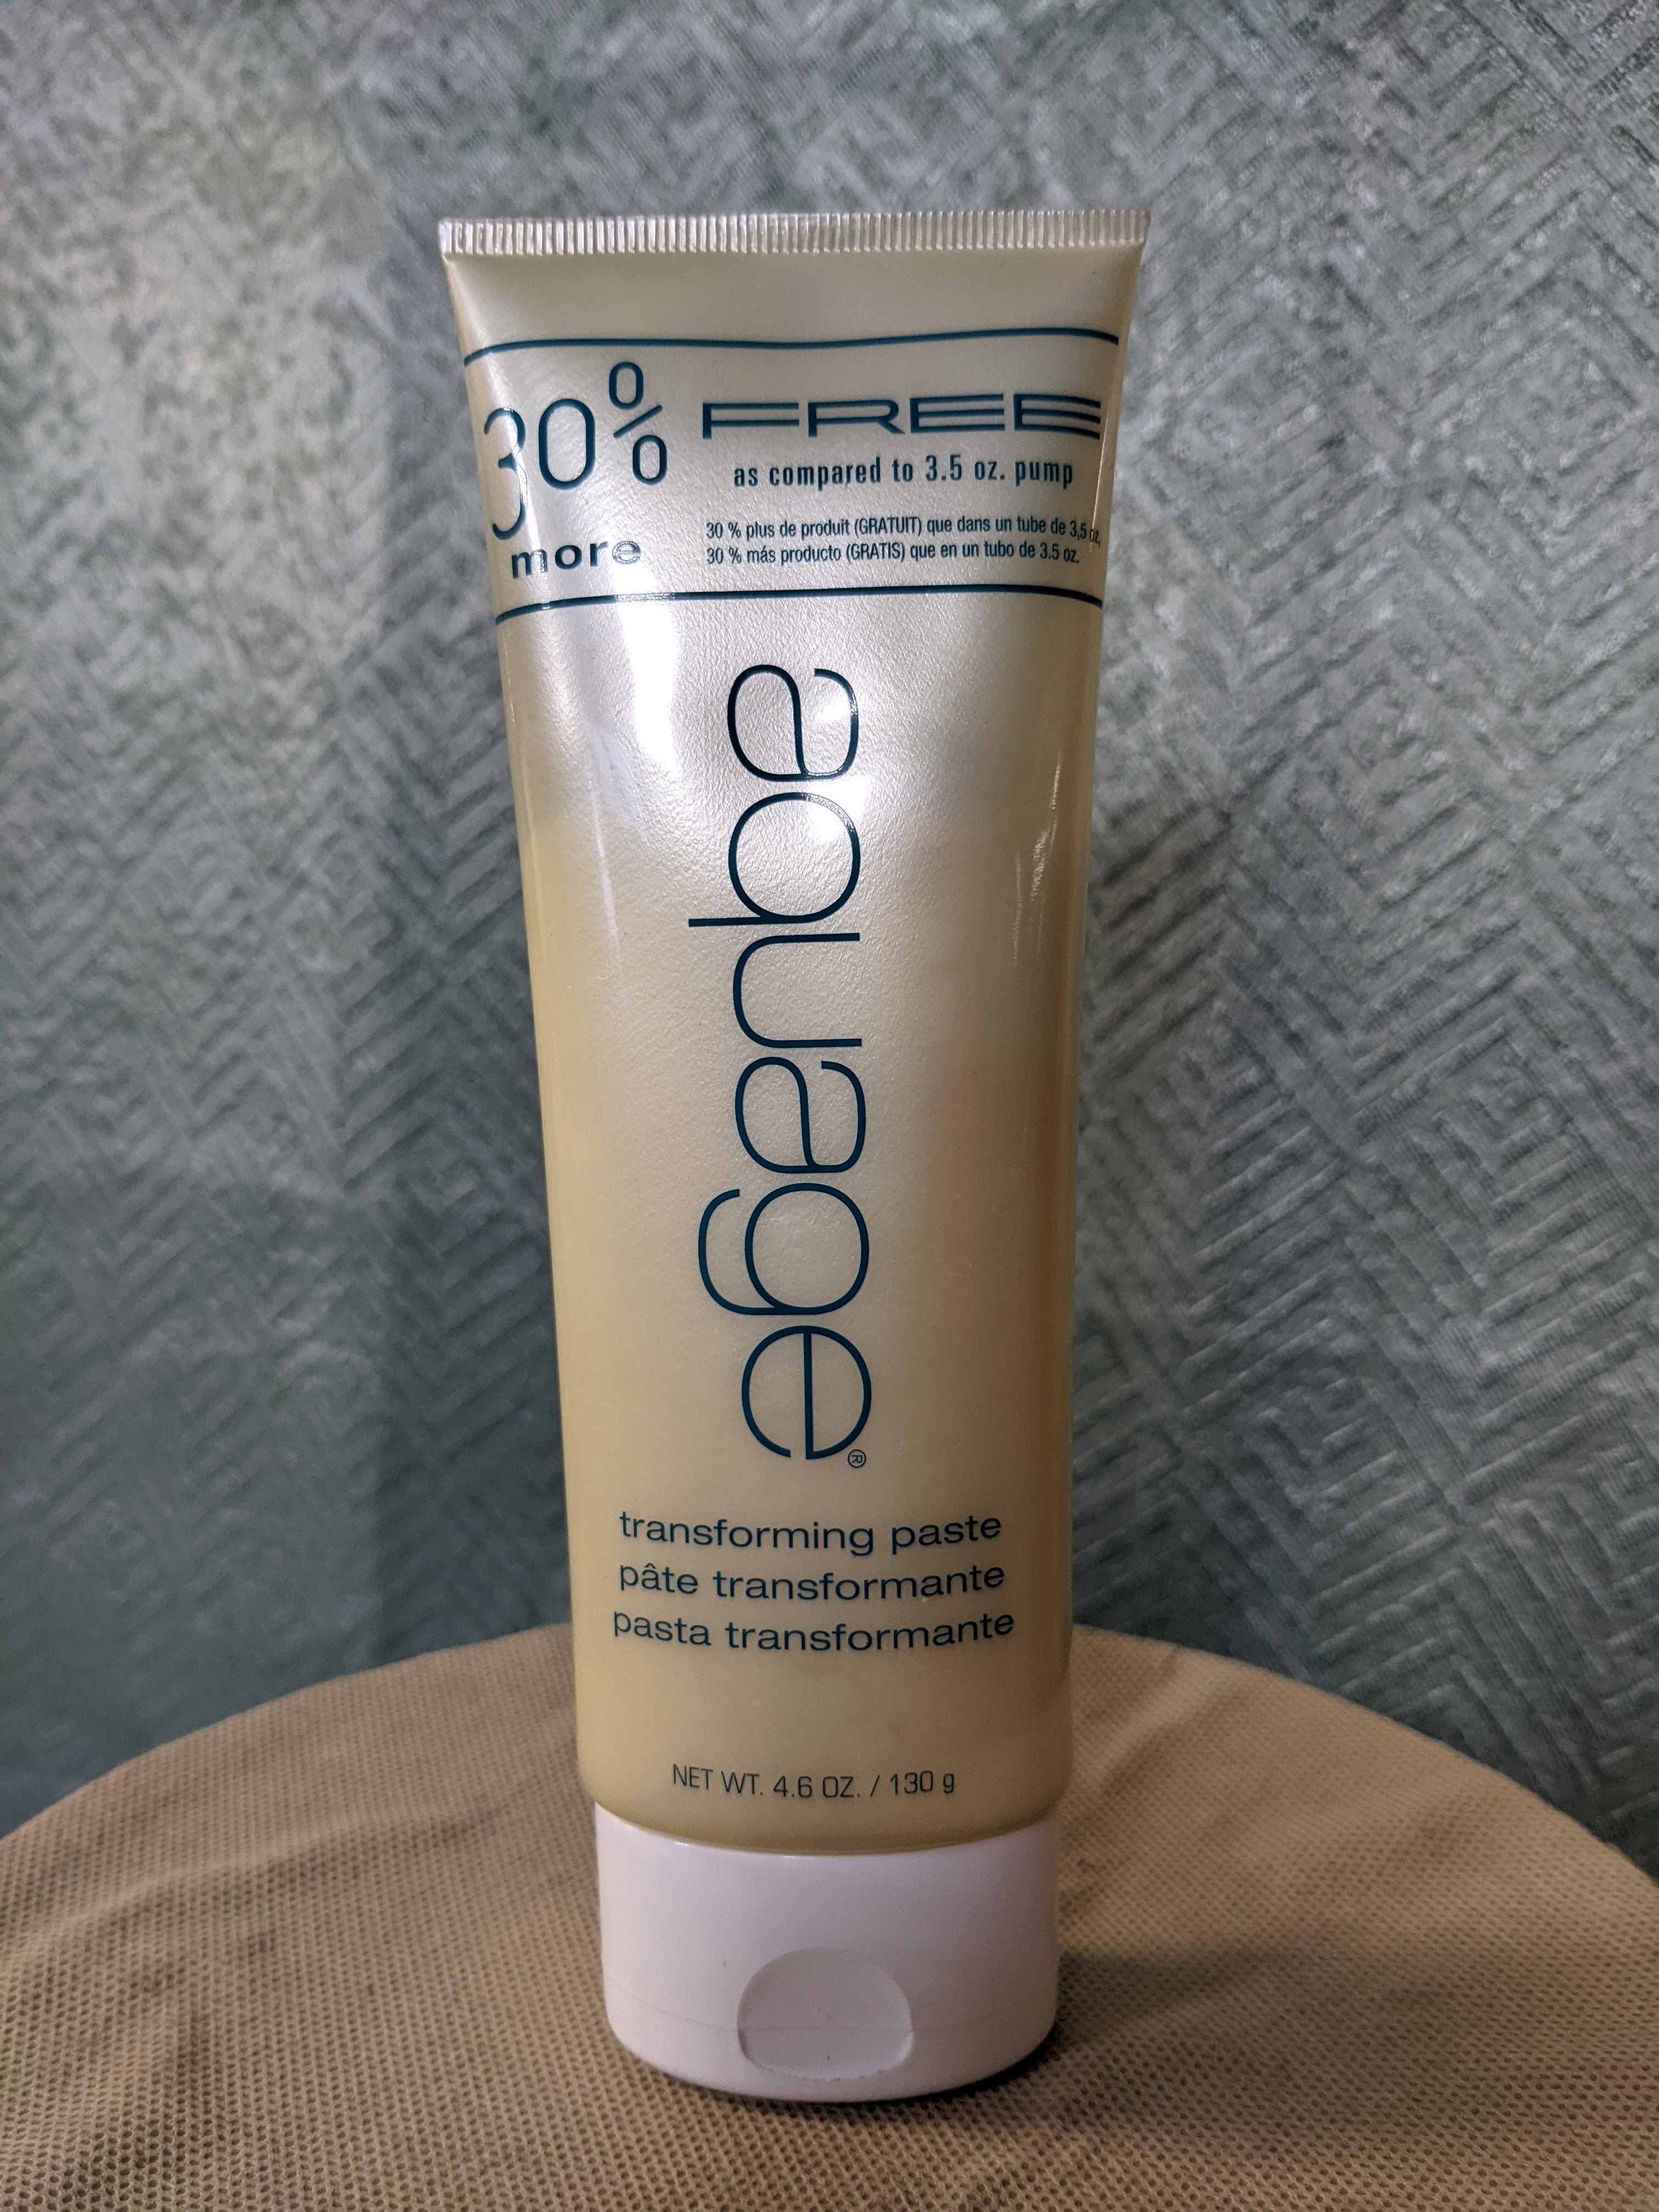 30% FREE
more
as compared to 3.5 oz. pump
30 % plus de produit (GRATUIT) que dans un tube de 3,5 oz.
30 % más producto (GRATIS) que en un tubo de 3.5 oz.
aquage®
transforming paste
pâte transformante
pasta transformante
NET WT. 4.6 OZ. / 130 g